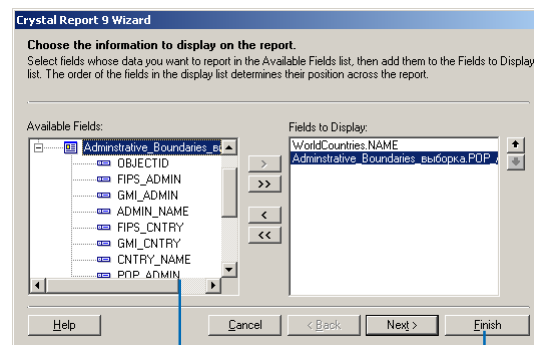 Crystal Report 9 Wizard
Choose the information to display on the report.
Select fields whose data you want to report in the Available Fields list, then add them to the Fields to Display
list. The order of the fields in the display list determines their position across the report.
Available Fields:
Adminstrative_Boundaries_вы
OBJECTID
FIPS_ADMIN
GMI_ADMIN
ADMIN_NAME
FIPS_CNTRY
GMI_CNTRY
CNTRY_NAME
POP_ADMIN
>
>>
<
<<
Fields to Display:
WorldCountries.NAME
Adminstrative_Boundaries_выборка.POP_
Help
Cancel
< Back
Next >
Finish